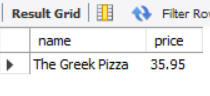 Result Grid Filter Ro
name price
The Greek Pizza 35.95